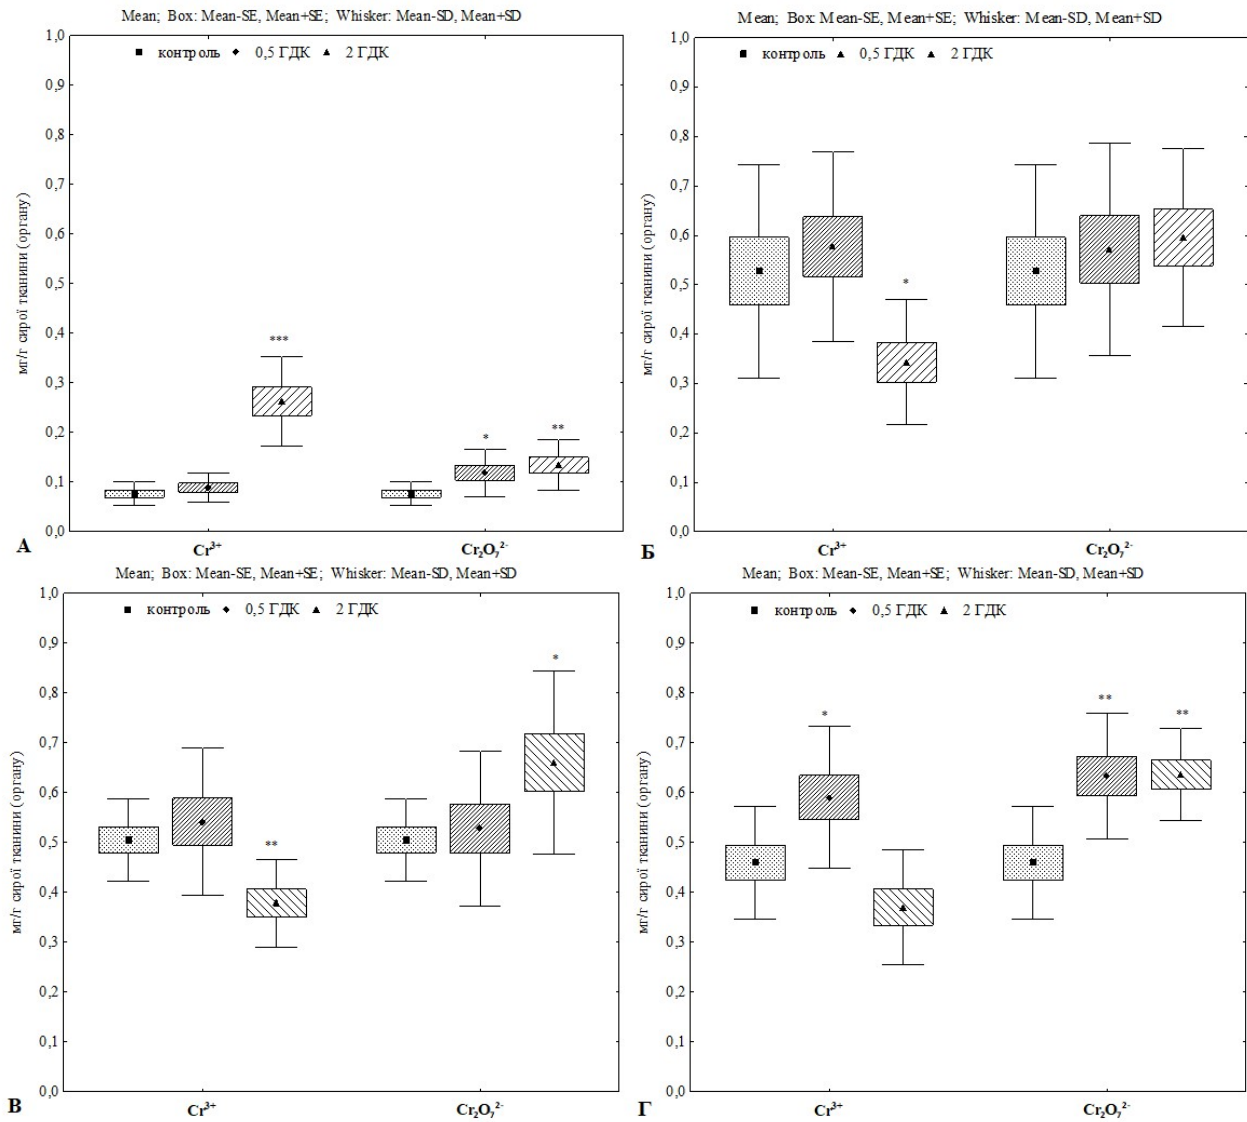 Mean; Box: Mean-SE, Mean+SE; Whisker: Mean-SD, Mean+SD
контроль 0,5 ГДК 2 ГДК
1,0
0,9
0,8
0,7
0,6
0,5
0,4
0,3
0,2
0,1
0,0
мг/г сирої тканини (органу)
***
*
**
А
Cr³⁺
Cr₂O₇²⁻
Mean; Box: Mean-SE, Mean+SE; Whisker: Mean-SD, Mean+SD
контроль 0,5 ГДК 2 ГДК
1,0
0,9
0,8
0,7
0,6
0,5
0,4
0,3
0,2
0,1
0,0
мг/г сирої тканини (органу)
*
Б
Cr³⁺
Cr₂O₇²⁻
Mean; Box: Mean-SE, Mean+SE; Whisker: Mean-SD, Mean+SD
контроль 0,5 ГДК 2 ГДК
1,0
0,9
0,8
0,7
0,6
0,5
0,4
0,3
0,2
0,1
0,0
мг/г сирої тканини (органу)
**
*
В
Cr³⁺
Cr₂O₇²⁻
Mean; Box: Mean-SE, Mean+SE; Whisker: Mean-SD, Mean+SD
контроль 0,5 ГДК 2 ГДК
1,0
0,9
0,8
0,7
0,6
0,5
0,4
0,3
0,2
0,1
0,0
мг/г сирої тканини (органу)
*
**
**
Г
Cr³⁺
Cr₂O₇²⁻